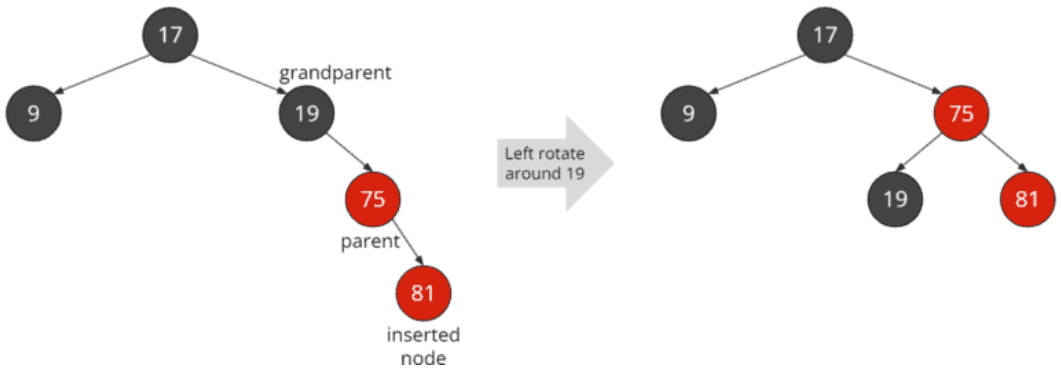 17
grandparent
9
19
75
parent
81
inserted
node
Left rotate
around 19
17
9
75
19
81